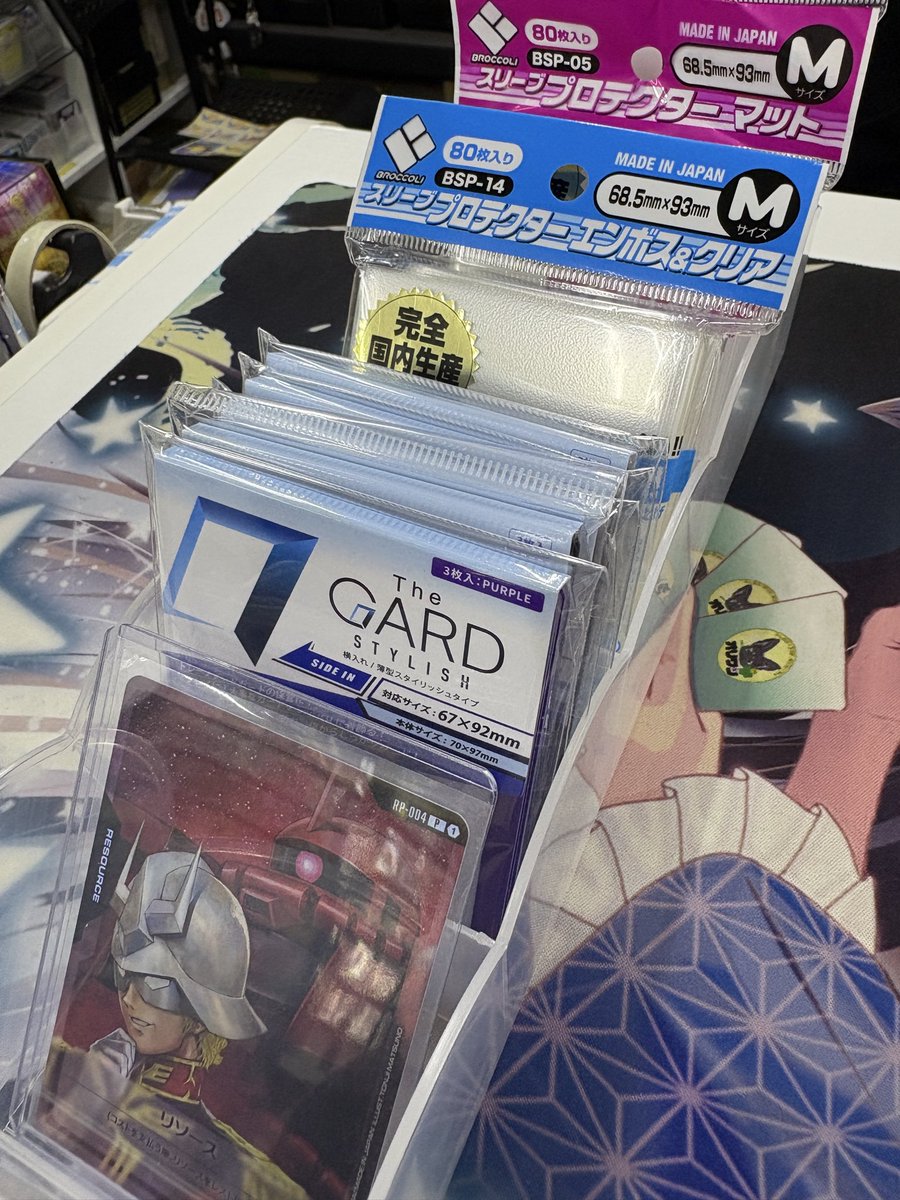 BROCCOLI
80枚入り
BSP-05
MADE IN JAPAN
68.5mm×93mm
M
サイズ
スリーブプロテクターマット
BROCCOLI
80枚入り
BSP-14
MADE IN JAPAN
68.5mm×93mm
M
サイズ
スリーブプロテクターエンボス&クリア
完全
国内生産
3枚入
3枚入:PURPLE
The
GARD
STYLISH
SIDE IN
横入れ/薄型スタイリッシュタイプ
対応サイズ:67×92mm
本体サイズ:70×97mm
RP-004 P 1
RESOURCE
リソース